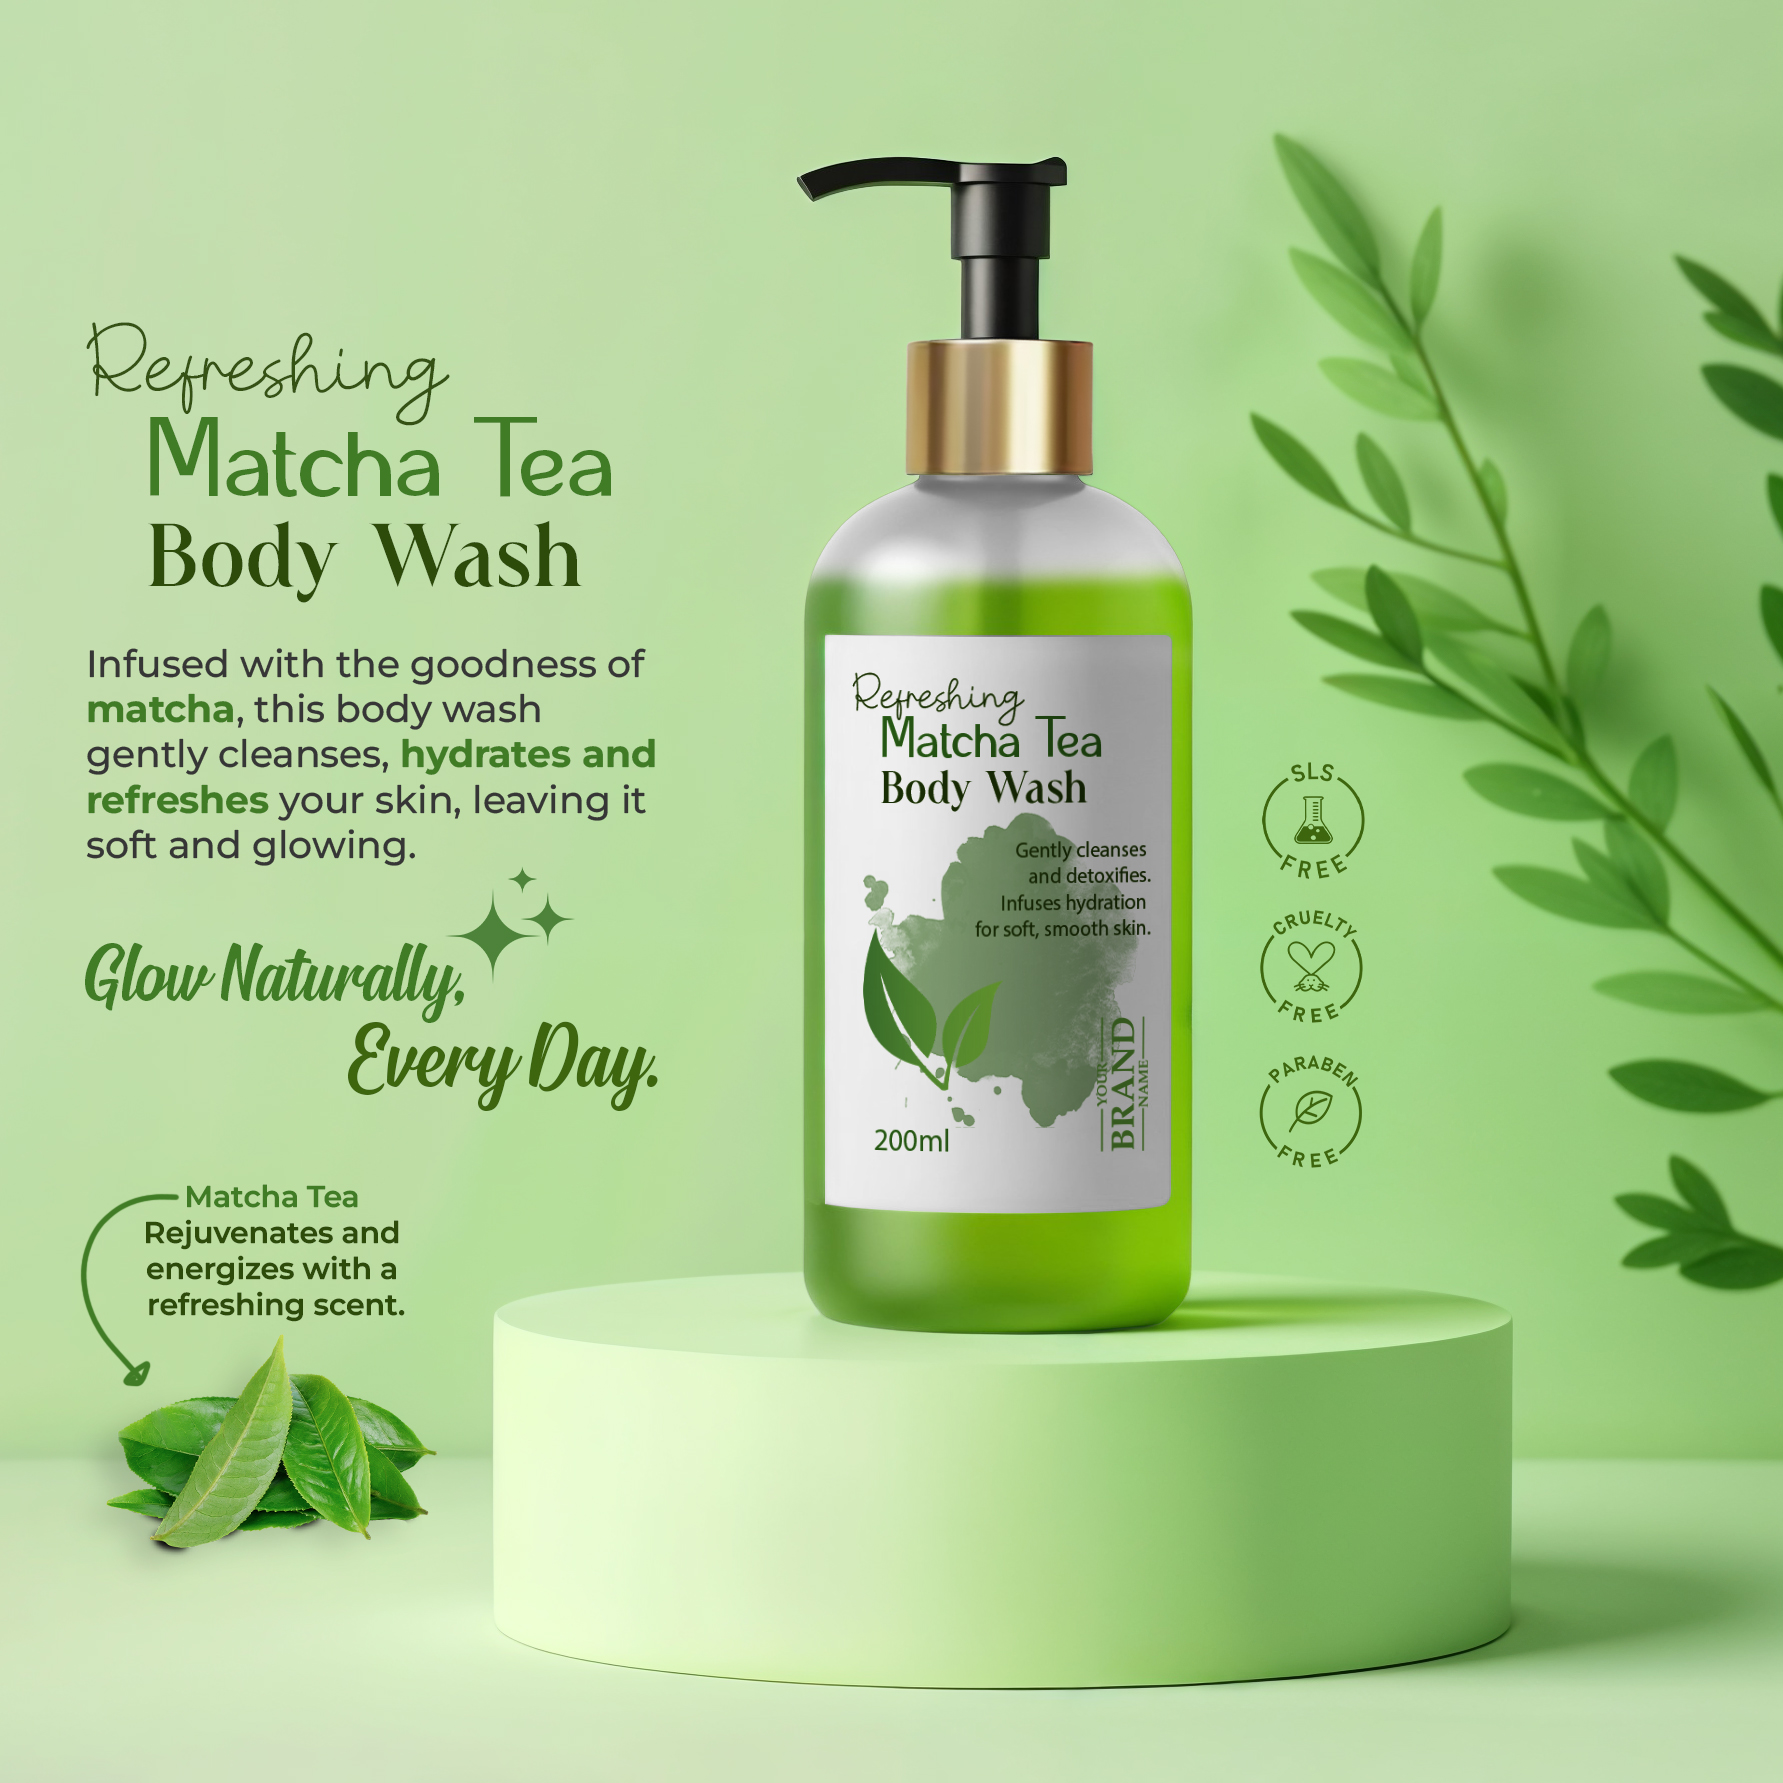 Refreshing
Matcha Tea
Body Wash
Infused with the goodness of
matcha, this body wash
gently cleanses, hydrates and
refreshes your skin, leaving it
soft and glowing.
Glow Naturally,
Every Day.
Matcha Tea
Rejuvenates and
energizes with a
refreshing scent.
Refreshing
Matcha Tea
Body Wash
Gently cleanses
and detoxifies.
Infuses hydration
for soft, smooth skin.
200ml
YOUR
BRAND
NAME
SLS
FREE
CRUELTY
FREE
PARABEN
FREE